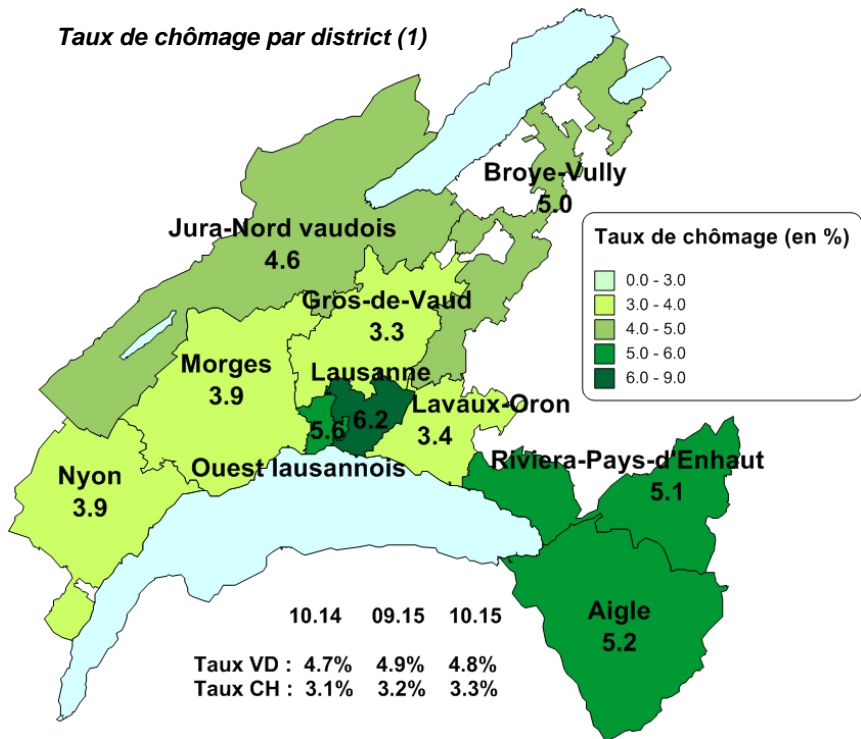 Taux de chômage par district (1)
Broye-Vully
5.0
Jura-Nord vaudois
4.6
Taux de chômage (en %)
0.0 - 3.0
3.0 - 4.0
4.0 - 5.0
5.0 - 6.0
6.0 - 9.0
Gros-de-Vaud
3.3
Morges
3.9
Lausanne
6.2
5.6
Lavaux-Oron
3.4
Ouest lausannois
Riviera-Pays-d'Enhaut
5.1
Nyon
3.9
Aigle
5.2
10.14 09.15 10.15
Taux VD : 4.7% 4.9% 4.8%
Taux CH : 3.1% 3.2% 3.3%